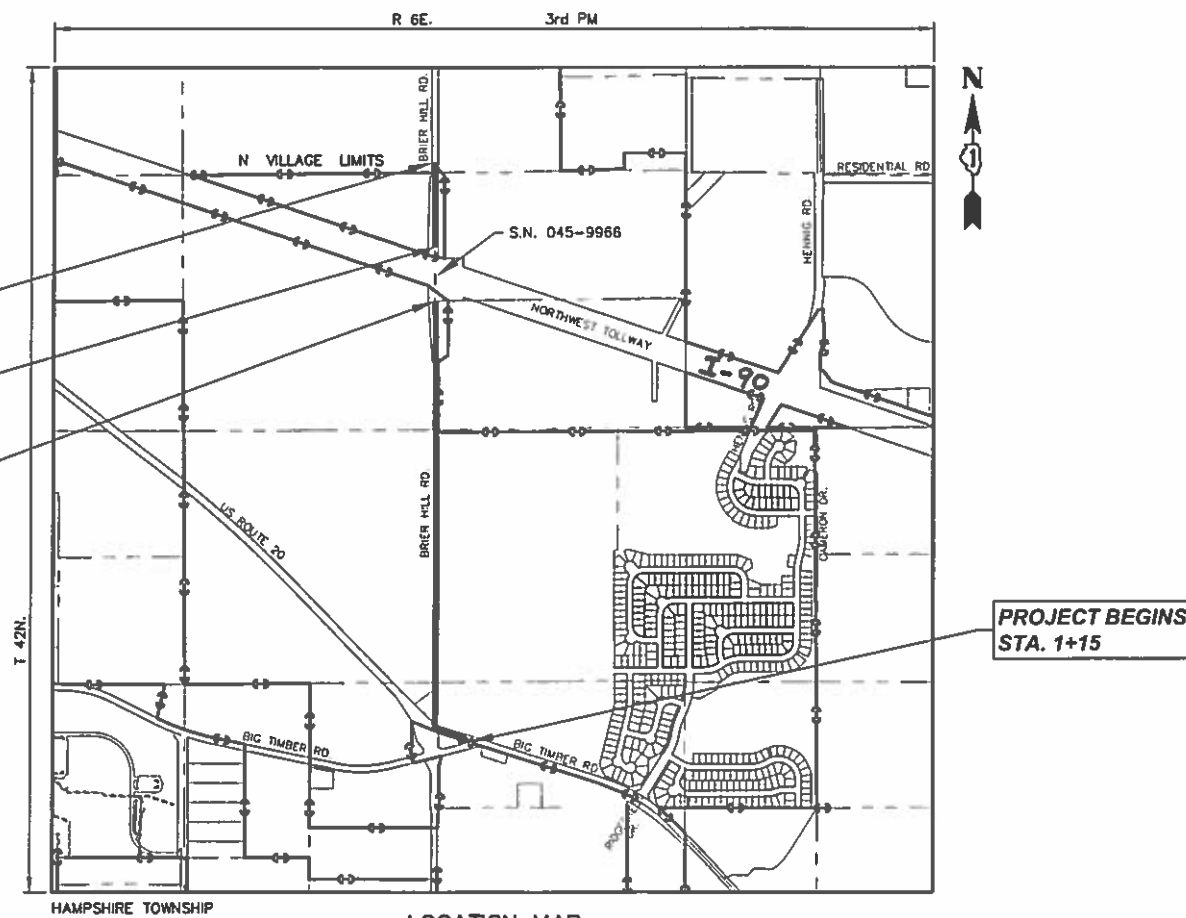 R 6E. 3rd PM
N
BRIER HILL RD.
N VILLAGE LIMITS
RESIDENTIAL RD
HENNIG RD.
S.N. 045-9966
NORTHWEST TOLLWAY
I-90
US ROUTE 20
BRIER HILL RD.
CAMERON DR.
T 42N.
PROJECT BEGINS
STA. 1+15
BIG TIMBER RD
BIG TIMBER RD
HAMPSHIRE TOWNSHIP
LOCATION MAP